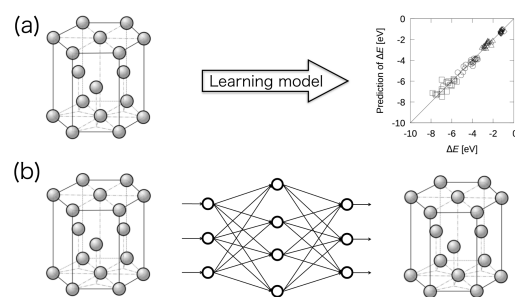 (a)
Learning model
Prediction of ΔE [eV]
0
-2
-4
-6
-8
-10
-10 -8 -6 -4 -2 0
ΔE [eV]
(b)